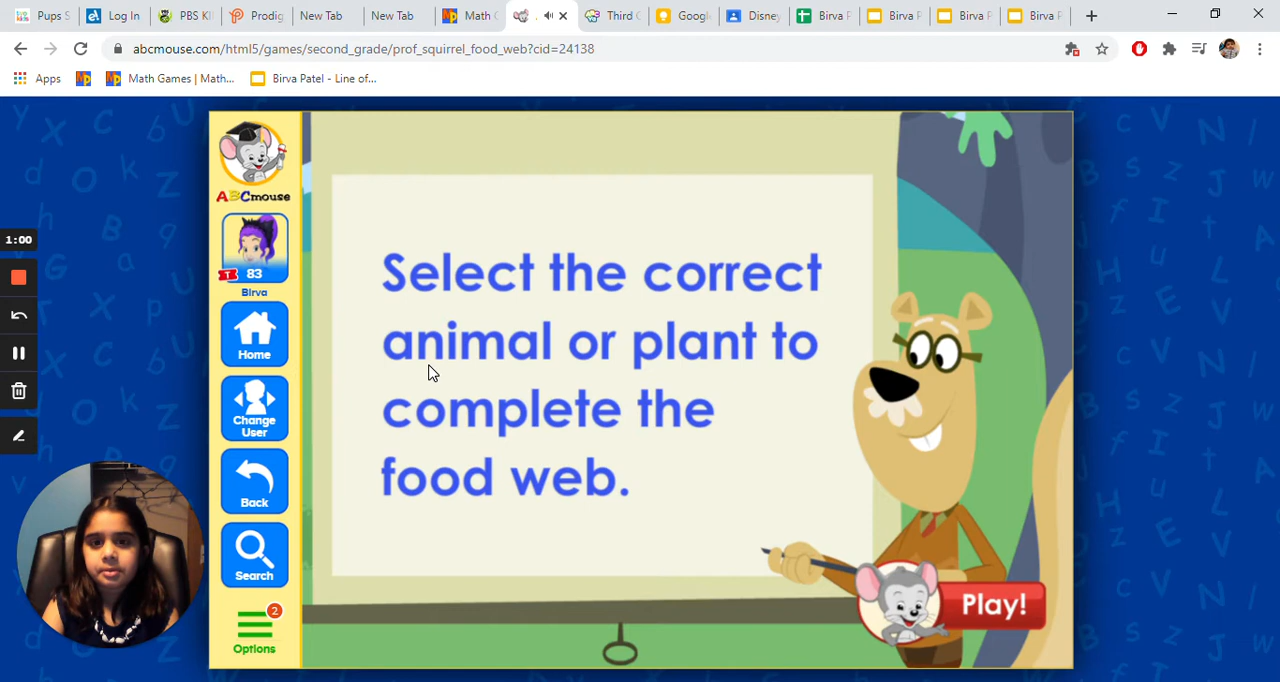 Pups S
Log In
PBS KI
Prodig
New Tab
New Tab
Math G
Third G
Googl
Disney
Birva P
Birva P
Birva P
Birva P
abcmouse.com/html5/games/second_grade/prof_squirrel_food_web?cid=24138
Apps
Math Games | Math...
Birva Patel - Line of...
1:00
ABCmouse
T
83
Birva
Home
Change
User
Back
Search
2
Options
Select the correct
animal or plant to
complete the
food web.
Play!